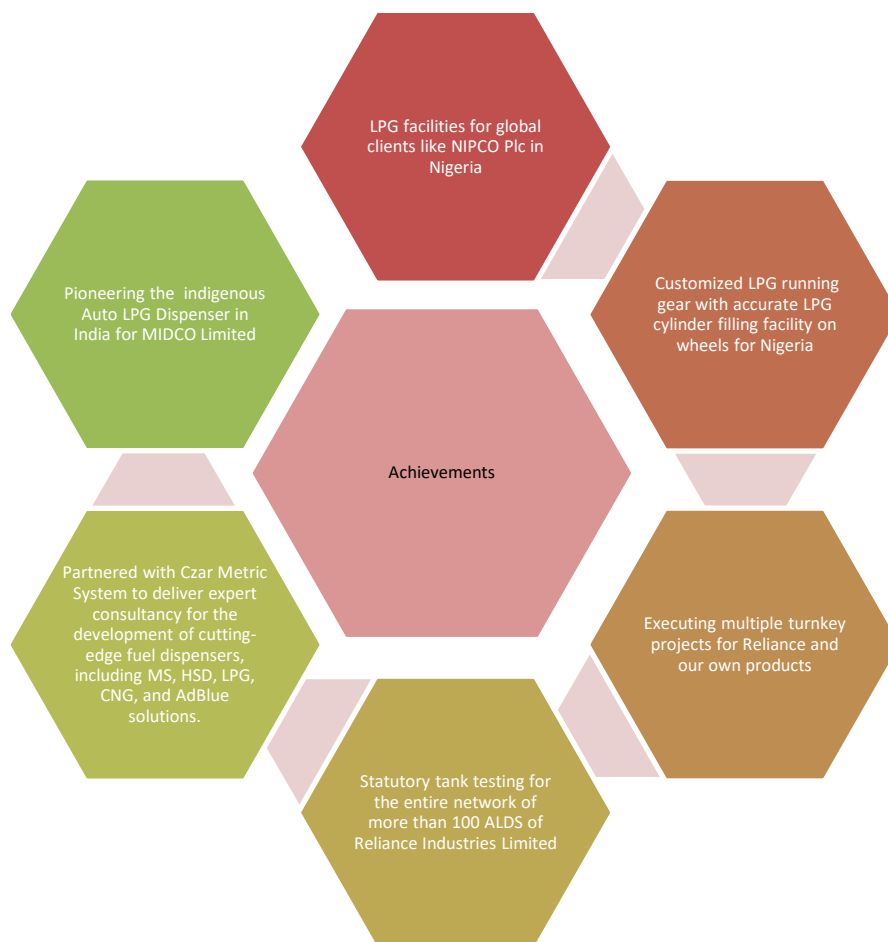 LPG facilities for global
clients like NIPCO Plc in
Nigeria
Customized LPG running
gear with accurate LPG
cylinder filling facility on
wheels for Nigeria
Executing multiple turnkey
projects for Reliance and
our own products
Statutory tank testing for
the entire network of
more than 100 ALDS of
Reliance Industries Limited
Partnered with Czar Metric
System to deliver expert
consultancy for the
development of cutting-
edge fuel dispensers,
including MS, HSD, LPG,
CNG, and AdBlue
solutions.
Pioneering the  indigenous
Auto LPG Dispenser in
India for MIDCO Limited
Achievements